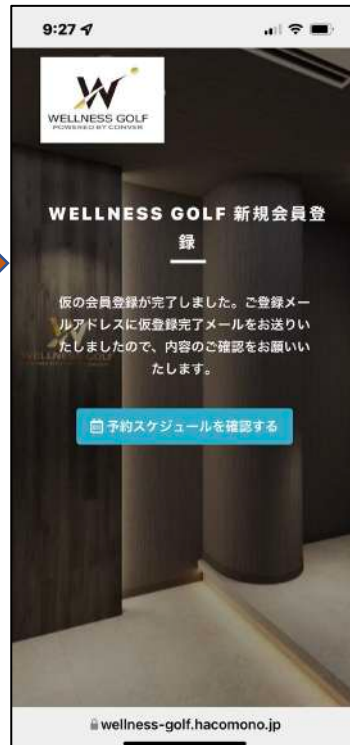 9:27
WELLNESS GOLF
POWERED BY CONVER
WELLNESS GOLF 新規会員登
録
仮の会員登録が完了しました。ご登録メー
ルアドレスに仮登録完了メールをお送りい
たしましたので、内容のご確認をお願いい
たします。
WELLNESS GOLF
予約スケジュールを確認する
wellness-golf.hacomono.jp